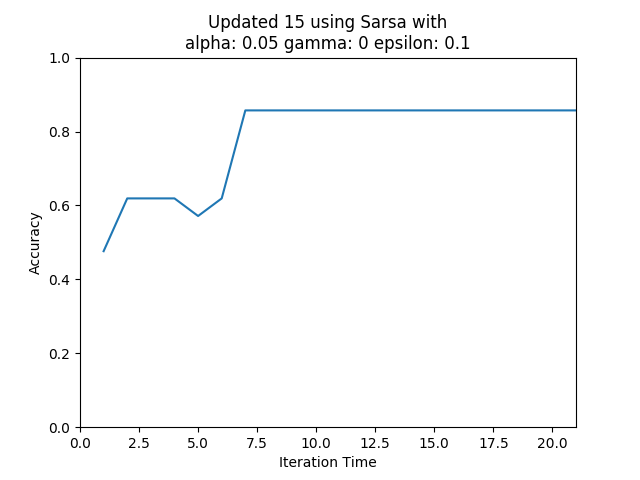 Updated 15 using Sarsa with
alpha: 0.05 gamma: 0 epsilon: 0.1
1.0
0.8
0.6
0.4
0.2
0.0
Accuracy
0.0 2.5 5.0 7.5 10.0 12.5 15.0 17.5 20.0
Iteration Time